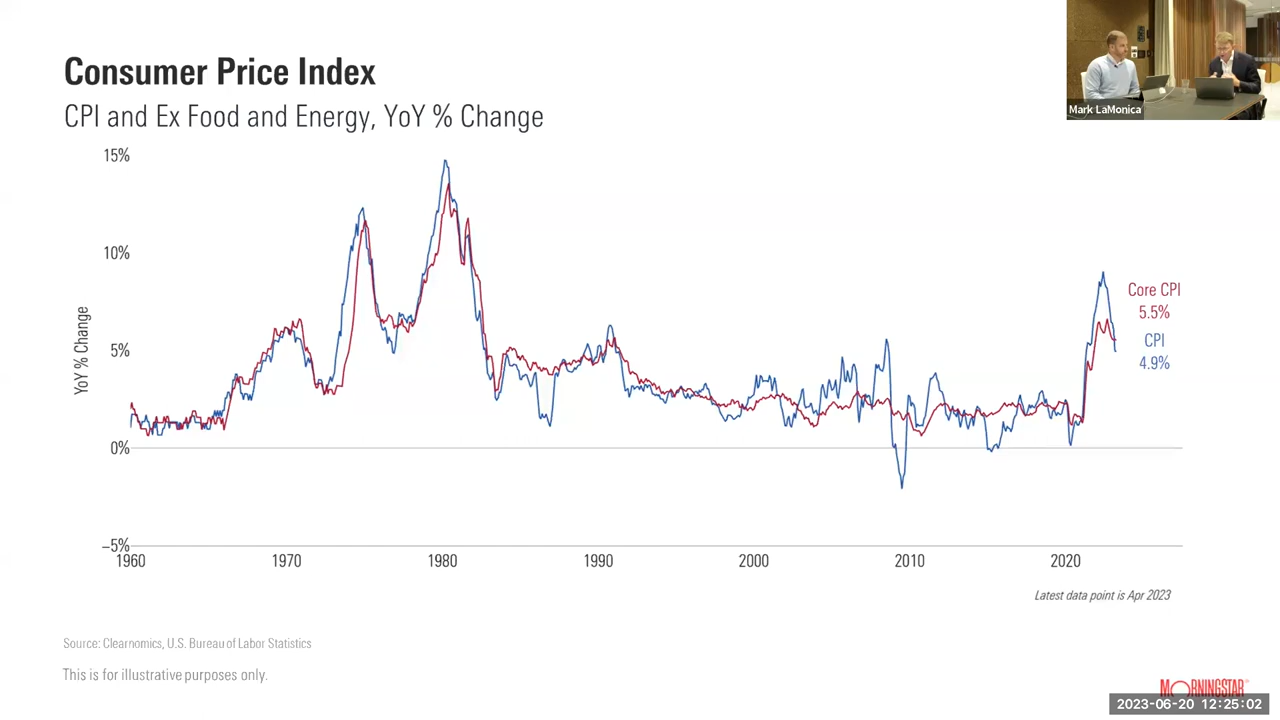 Consumer Price Index
CPI and Ex Food and Energy, YoY % Change
Mark LaMonica
15%
10%
5%
0%
–5%
YoY % Change
Core CPI
5.5%
CPI
4.9%
1960
1970
1980
1990
2000
2010
2020
Latest data point is Apr 2023
Source: Clearnomics, U.S. Bureau of Labor Statistics
This is for illustrative purposes only.
MORNINGSTAR®
2023-06-20 12:25:02